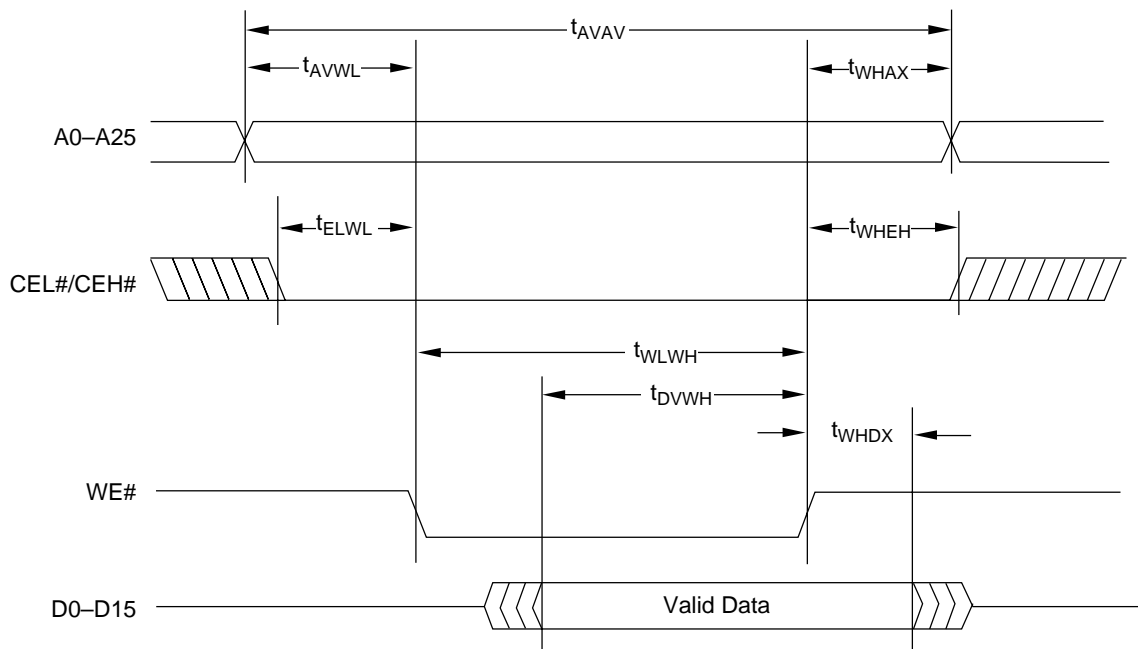 tAVAV
tAVWL
tWHAX
A0–A25
tELWL
tWHEH
CEL#/CEH#
tWLWH
tDVWH
tWHDX
WE#
D0–D15
Valid Data